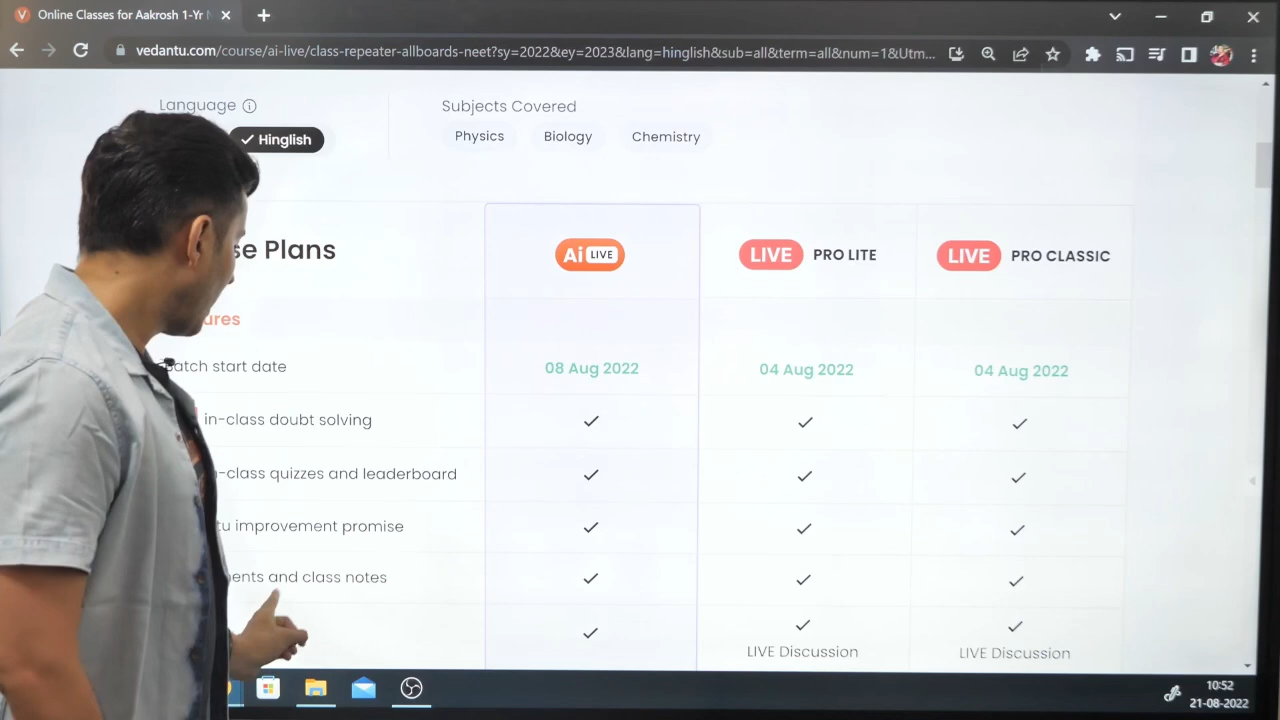 Online Classes for Aakrosh 1-Yr
vedantu.com/course/ai-live/class-repeater-allboards-neet?sy=2022&ey=2023&lang=hinglish&sub=all&term=all&num=1&Utm...
Language
Subjects Covered
Hinglish
Physics Biology Chemistry
se Plans
Ai LIVE
LIVE PRO LITE
LIVE PRO CLASSIC
ures
Batch start date 08 Aug 2022 04 Aug 2022 04 Aug 2022
in-class doubt solving
-class quizzes and leaderboard
tu improvement promise
ents and class notes
LIVE Discussion LIVE Discussion
10:52
21-08-2022